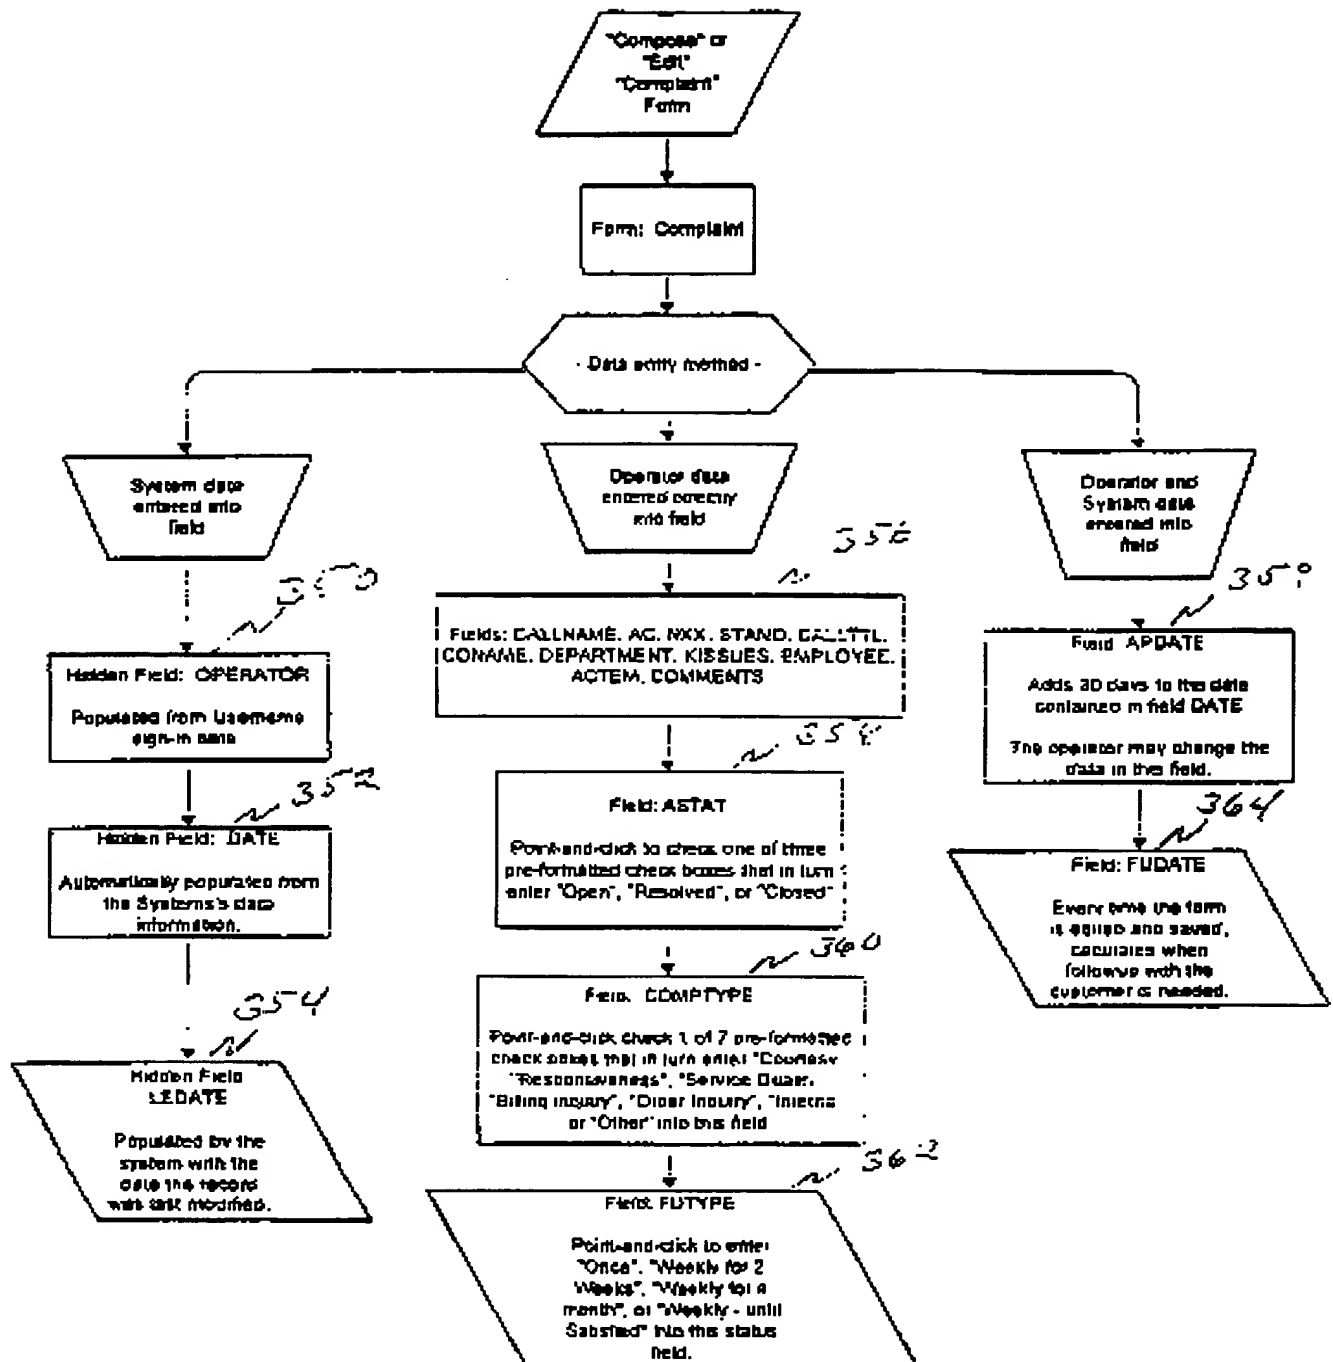 "Compose" or
"Edit"
"Complaint"
Form
Form: Complaint
- Data entry method -
System data
entered into
field
Operator data
entered directly
into field
Operator and
System data
entered into
field
356
Hidden Field: OPERATOR
Populated from Username
sign-in data
Fields: CALLNAME, AC, NXX, STAND, CALLTTL,
CONAME, DEPARTMENT, KISSUES, EMPLOYEE,
ACTEM, COMMENTS
Field: APDATE
Adds 30 days to the date
contained in field DATE
The operator may change the
data in this field.
352
Hidden Field: DATE
Automatically populated from
the Systems's data
information.
Field: ASTAT
Point-and-click to check one of three
pre-formatted check boxes that in turn
enter "Open", "Resolved", or "Closed"
364
Field: FUDATE
Every time the form
is edited and saved,
calculates when
followup with the
customer is needed.
354
Hidden Field
LEDATE
Populated by the
system with the
date the record
was last modified.
360
Field: COMPTYPE
Point-and-click check 1 of 7 pre-formatted
check boxes that in turn enter "Courtesy
"Responsiveness", "Service
"Billing Inquiry", "Order Inquiry", "Interna
or "Other" into this field
362
Field: FUTYPE
Point-and-click to enter
"Once", "Weekly for 2
Weeks", "Weekly for a
month", or "Weekly - until
Satisfied" into this status
field.